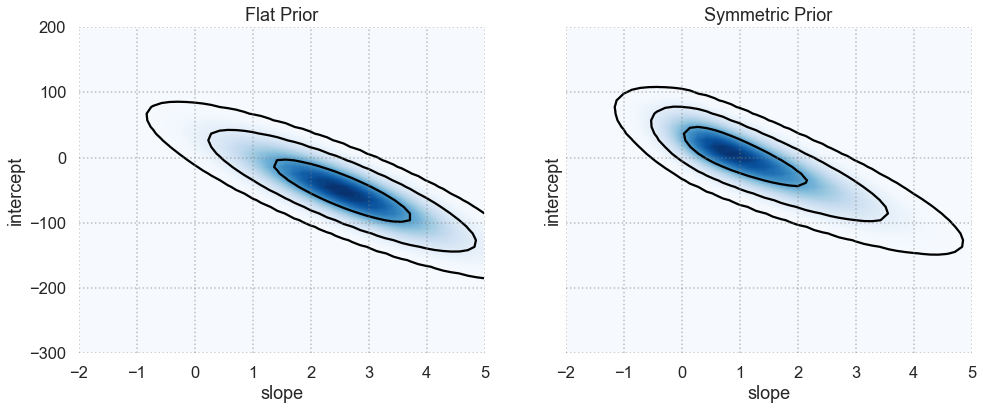 Flat Prior
Symmetric Prior
200
100
0
−100
−200
−300
intercept
intercept
−2 −1 0 1 2 3 4 5
−2 −1 0 1 2 3 4 5
slope
slope